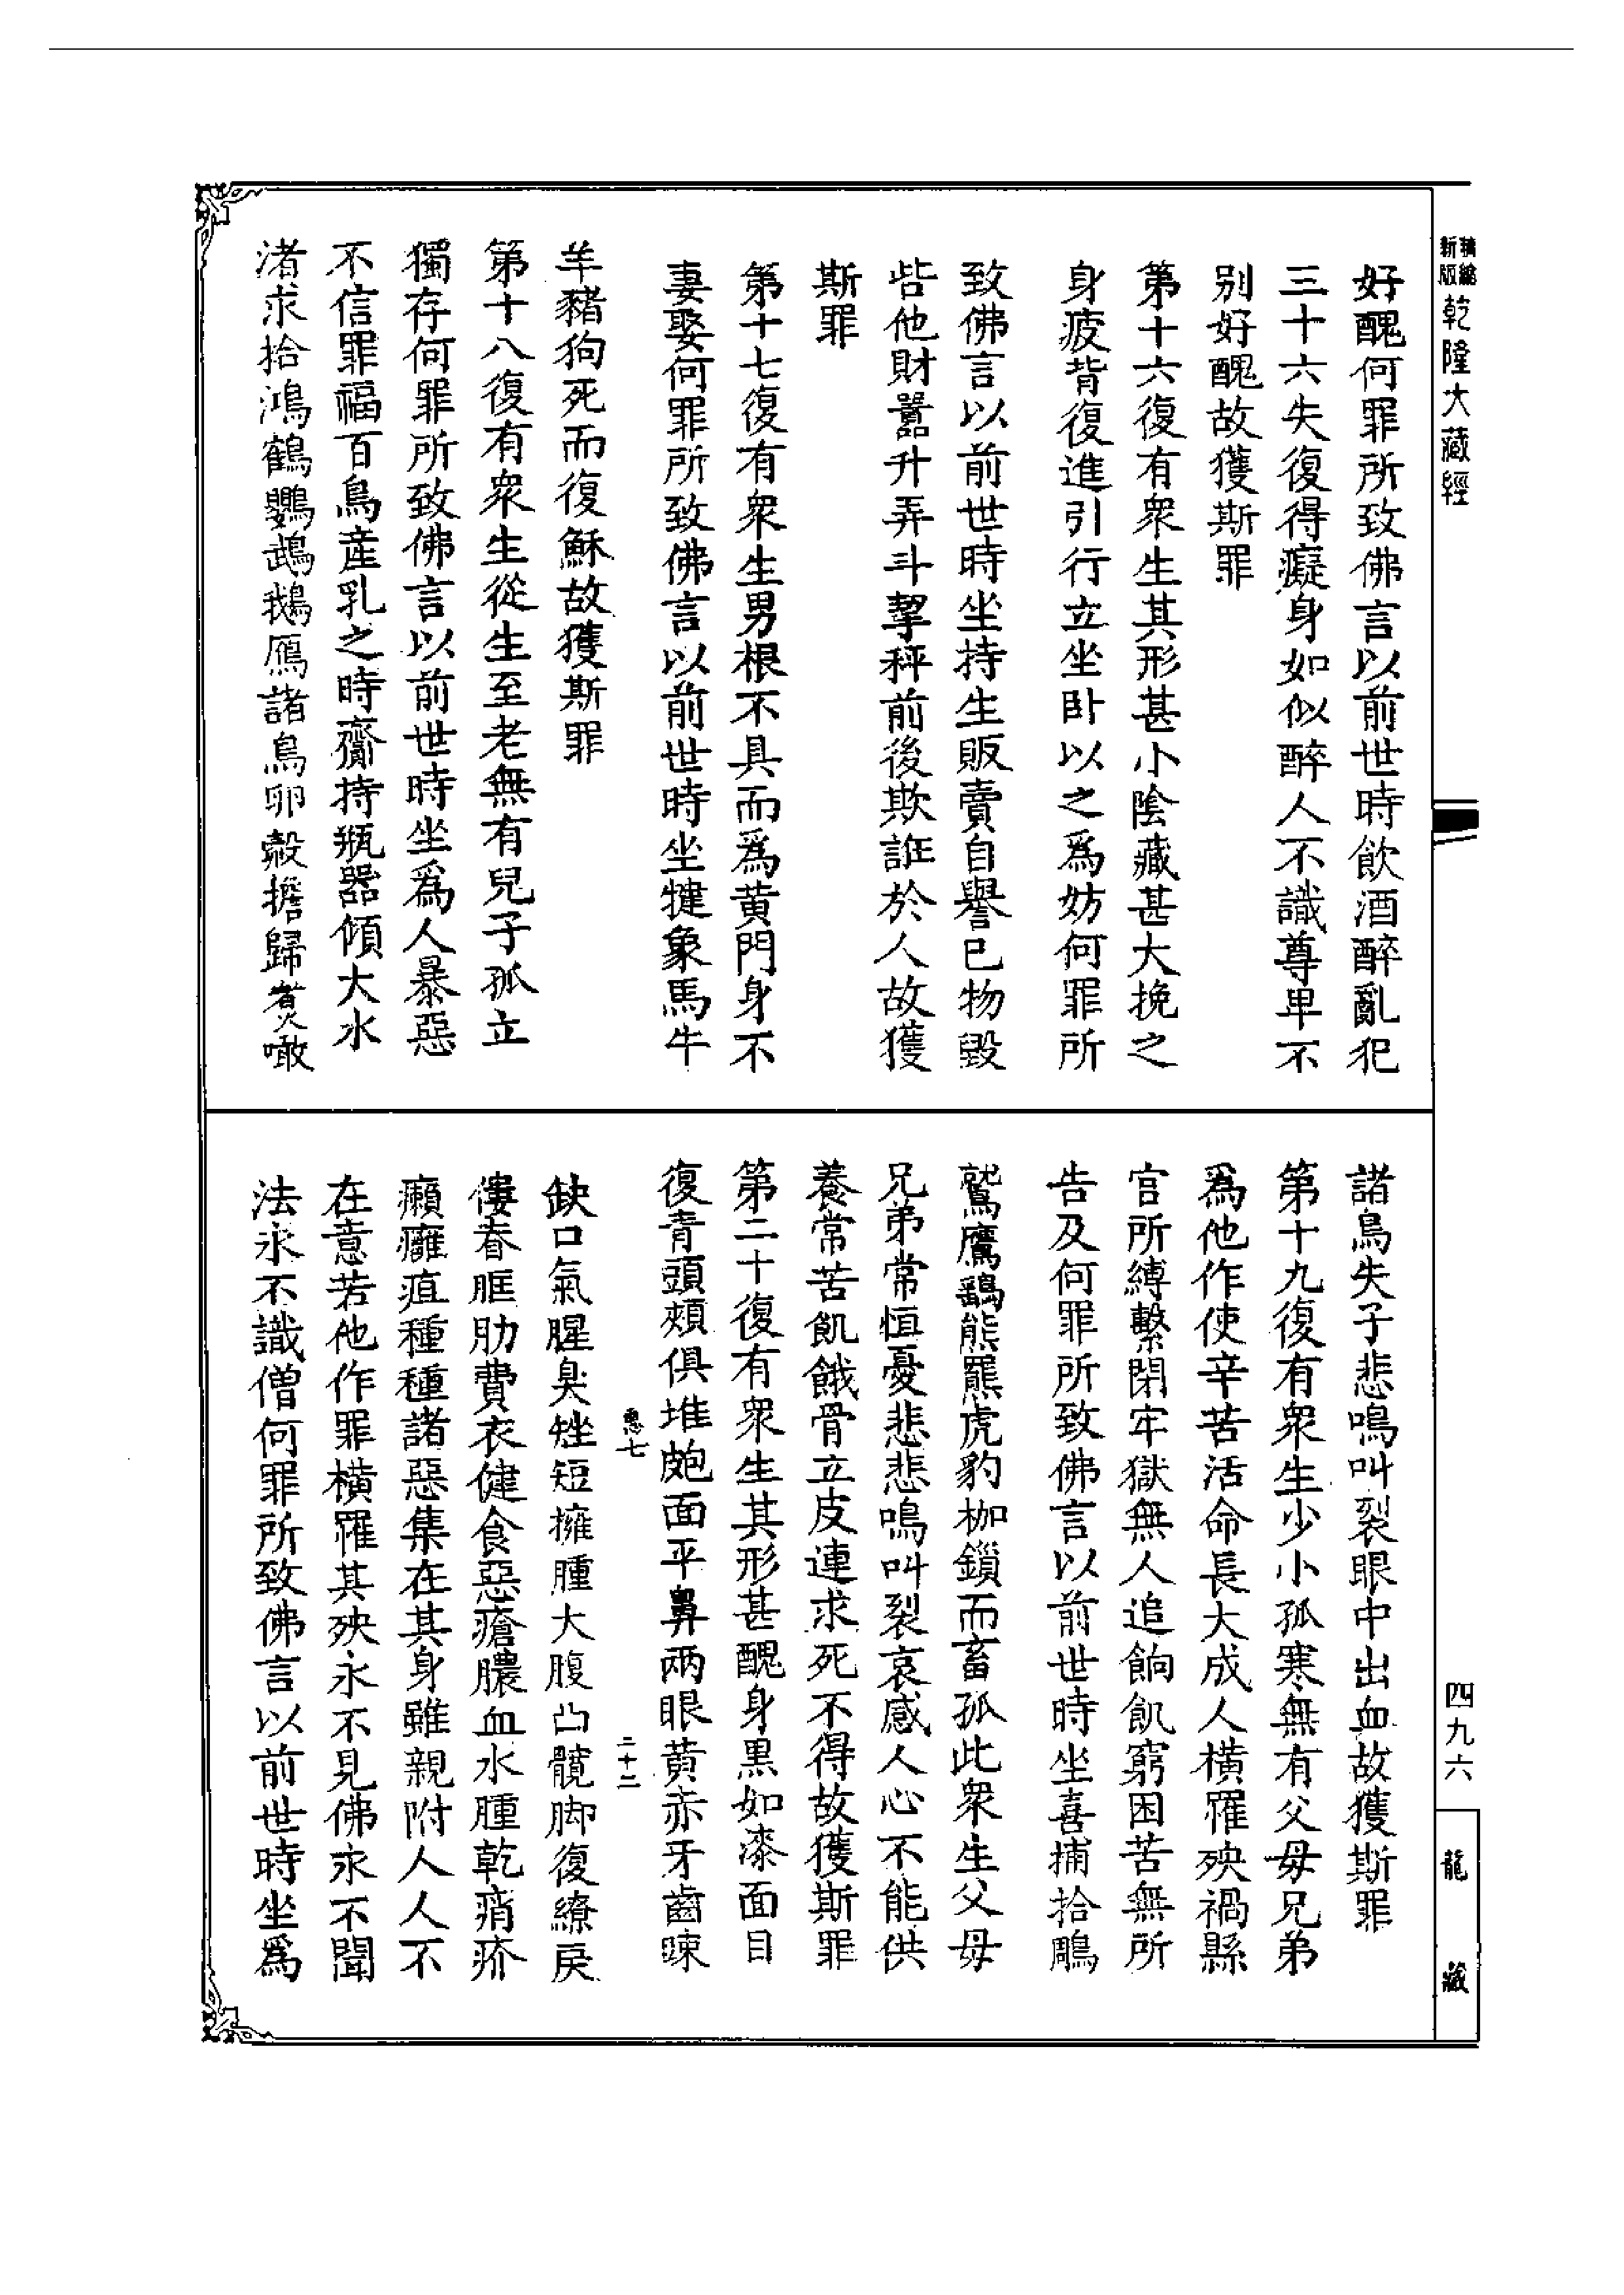 新版精縮乾隆大藏經
四九六
龍藏
好醜何罪所致佛言以前世時飲酒醉亂犯
三十六失復得癡身如似醉人不識尊卑不
別好醜故獲斯罪
第十六復有衆生其形甚小陰藏甚大挽之
身疲背復進引行立坐卧以之爲妨何罪所
致佛言以前世時坐持生販賣自譽已物毀
呰他財嚚升弄斗挈秤前後欺誑於人故獲
斯罪
第十七復有衆生男根不具而爲黄門身不
妻娶何罪所致佛言以前世時坐犍象馬牛
羊豬狗死而復穌故獲斯罪
第十八復有衆生從生至老無有兒子孤立
獨存何罪所致佛言以前世時坐爲人暴惡
不信罪福百鳥産乳之時齎持瓶器傾大水
渚求拾鴻鶴鸚鵡鵝鴈諸鳥卵㲉擔歸煑噉
諸鳥失子悲鳴叫裂眼中出血故獲斯罪
第十九復有衆生少小孤寒無有父母兄弟
爲他作使辛苦活命長大成人橫罹殃禍縣
官所縛繫閉牢獄無人追餉飢窮困苦無所
告及何罪所致佛言以前世時坐喜捕拾鵰
鷲鷹鷂熊羆虎豹枷鎖而畜孤此衆生父母
兄弟常恒憂悲悲鳴叫裂哀感人心不能供
養常苦飢餓骨立皮連求死不得故獲斯罪
第二十復有衆生其形甚醜身黑如漆面目
復青頭頰俱堆皰面平鼻兩眼黄赤牙齒疎
惠七
二十二
缺口氣腥臭矬短擁腫大腹凸髖脚復繚戾
僂脊匡肋費衣健食惡瘡膿血水腫乾痟疥
癩癰疽種種諸惡集在其身雖親附人人不
在意若他作罪橫罹其殃永不見佛永不聞
法永不識僧何罪所致佛言以前世時坐爲